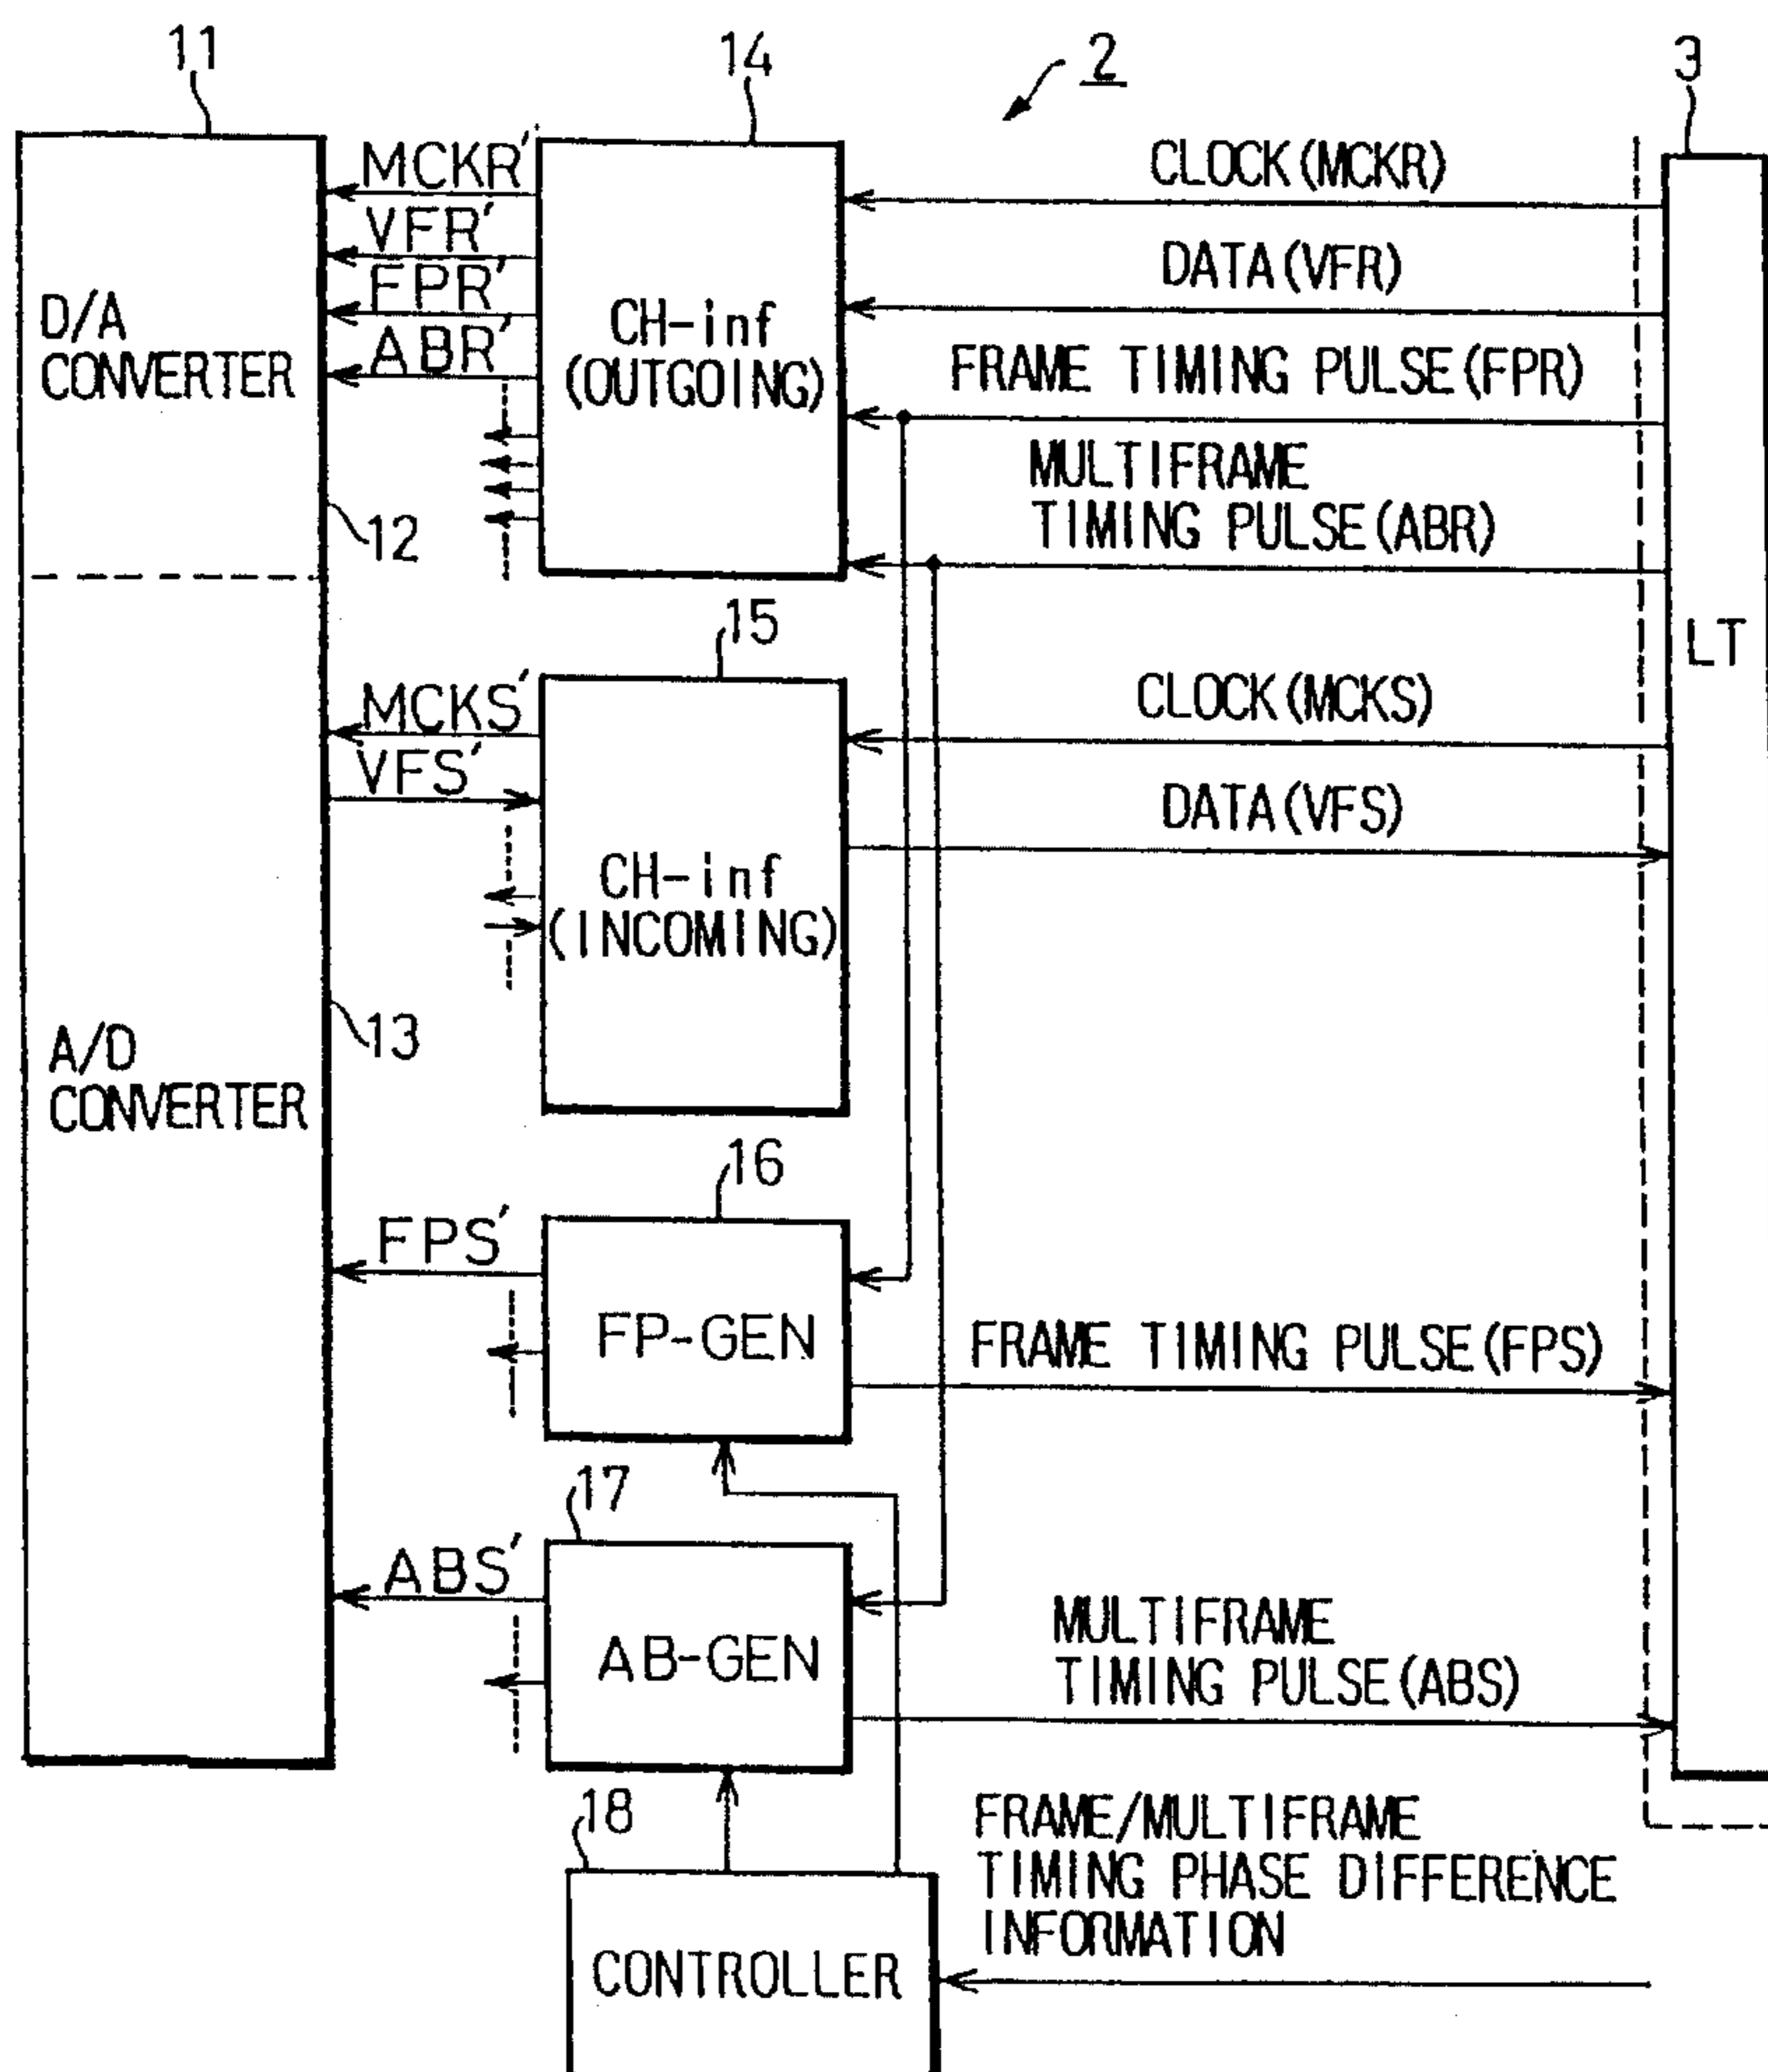 11
14
2
3
MCKR′
VFR′
FPR′
ABR′
CLOCK(MCKR)
DATA(VFR)
D/A
CONVERTER
CH-inf
(OUTGOING)
FRAME TIMING PULSE(FPR)
MULTIFRAME
TIMING PULSE(ABR)
12
15
LT
MCKS′
VFS′
CLOCK(MCKS)
DATA(VFS)
CH-inf
(INCOMING)
13
A/D
CONVERTER
16
FPS′
FP-GEN
FRAME TIMING PULSE(FPS)
17
ABS′
AB-GEN
MULTIFRAME
TIMING PULSE(ABS)
18
FRAME/MULTIFRAME
TIMING PHASE DIFFERENCE
INFORMATION
CONTROLLER